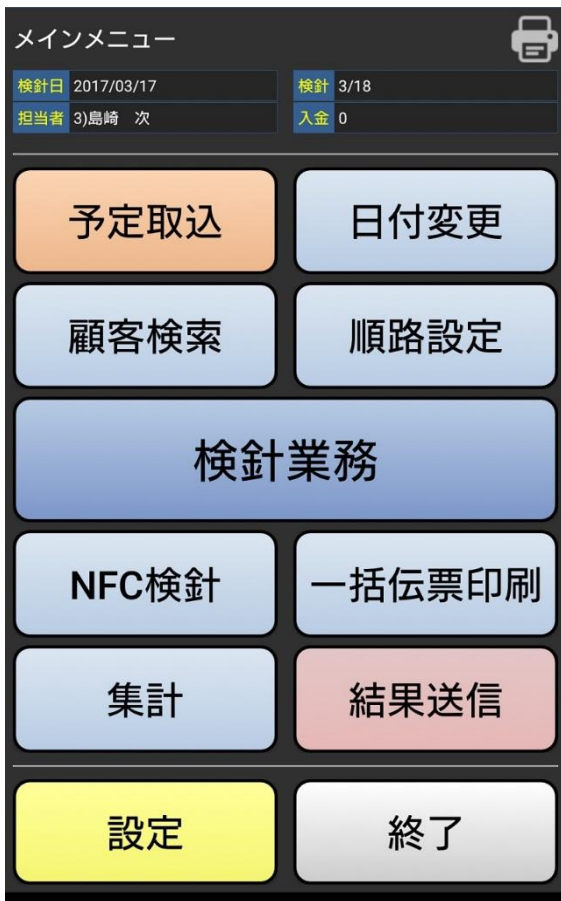 メインメニュー
検針日 2017/03/17 検針 3/18
担当者 3)島崎　次 入金 0
予定取込 日付変更
顧客検索 順路設定
検針業務
NFC検針 一括伝票印刷
集計 結果送信
設定 終了